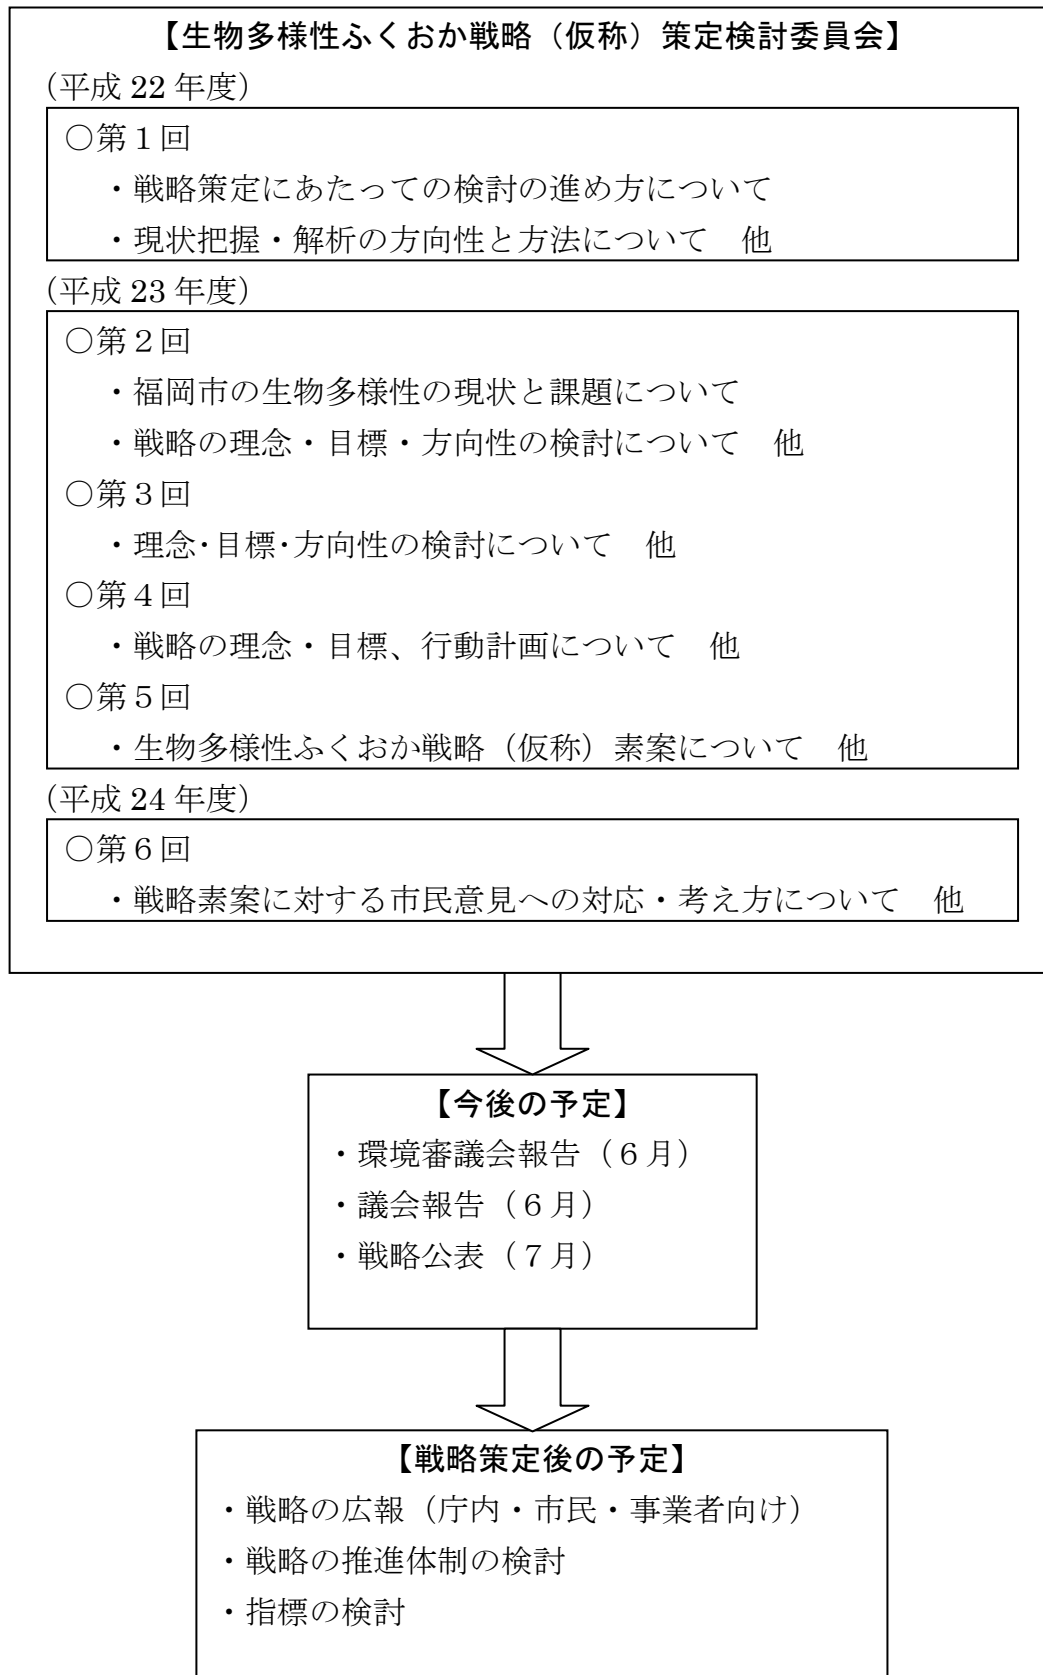 【生物多様性ふくおか戦略（仮称）策定検討委員会】
（平成 22 年度）
○第１回
・戦略策定にあたっての検討の進め方について
・現状把握・解析の方向性と方法について　他
（平成 23 年度）
○第２回
・福岡市の生物多様性の現状と課題について
・戦略の理念・目標・方向性の検討について　他
○第３回
・理念･目標･方向性の検討について　他
○第４回
・戦略の理念・目標、行動計画について　他
○第５回
・生物多様性ふくおか戦略（仮称）素案について　他
（平成 24 年度）
○第６回
・戦略素案に対する市民意見への対応・考え方について　他
【今後の予定】
・環境審議会報告（６月）
・議会報告（６月）
・戦略公表（７月）
【戦略策定後の予定】
・戦略の広報（庁内・市民・事業者向け）
・戦略の推進体制の検討
・指標の検討